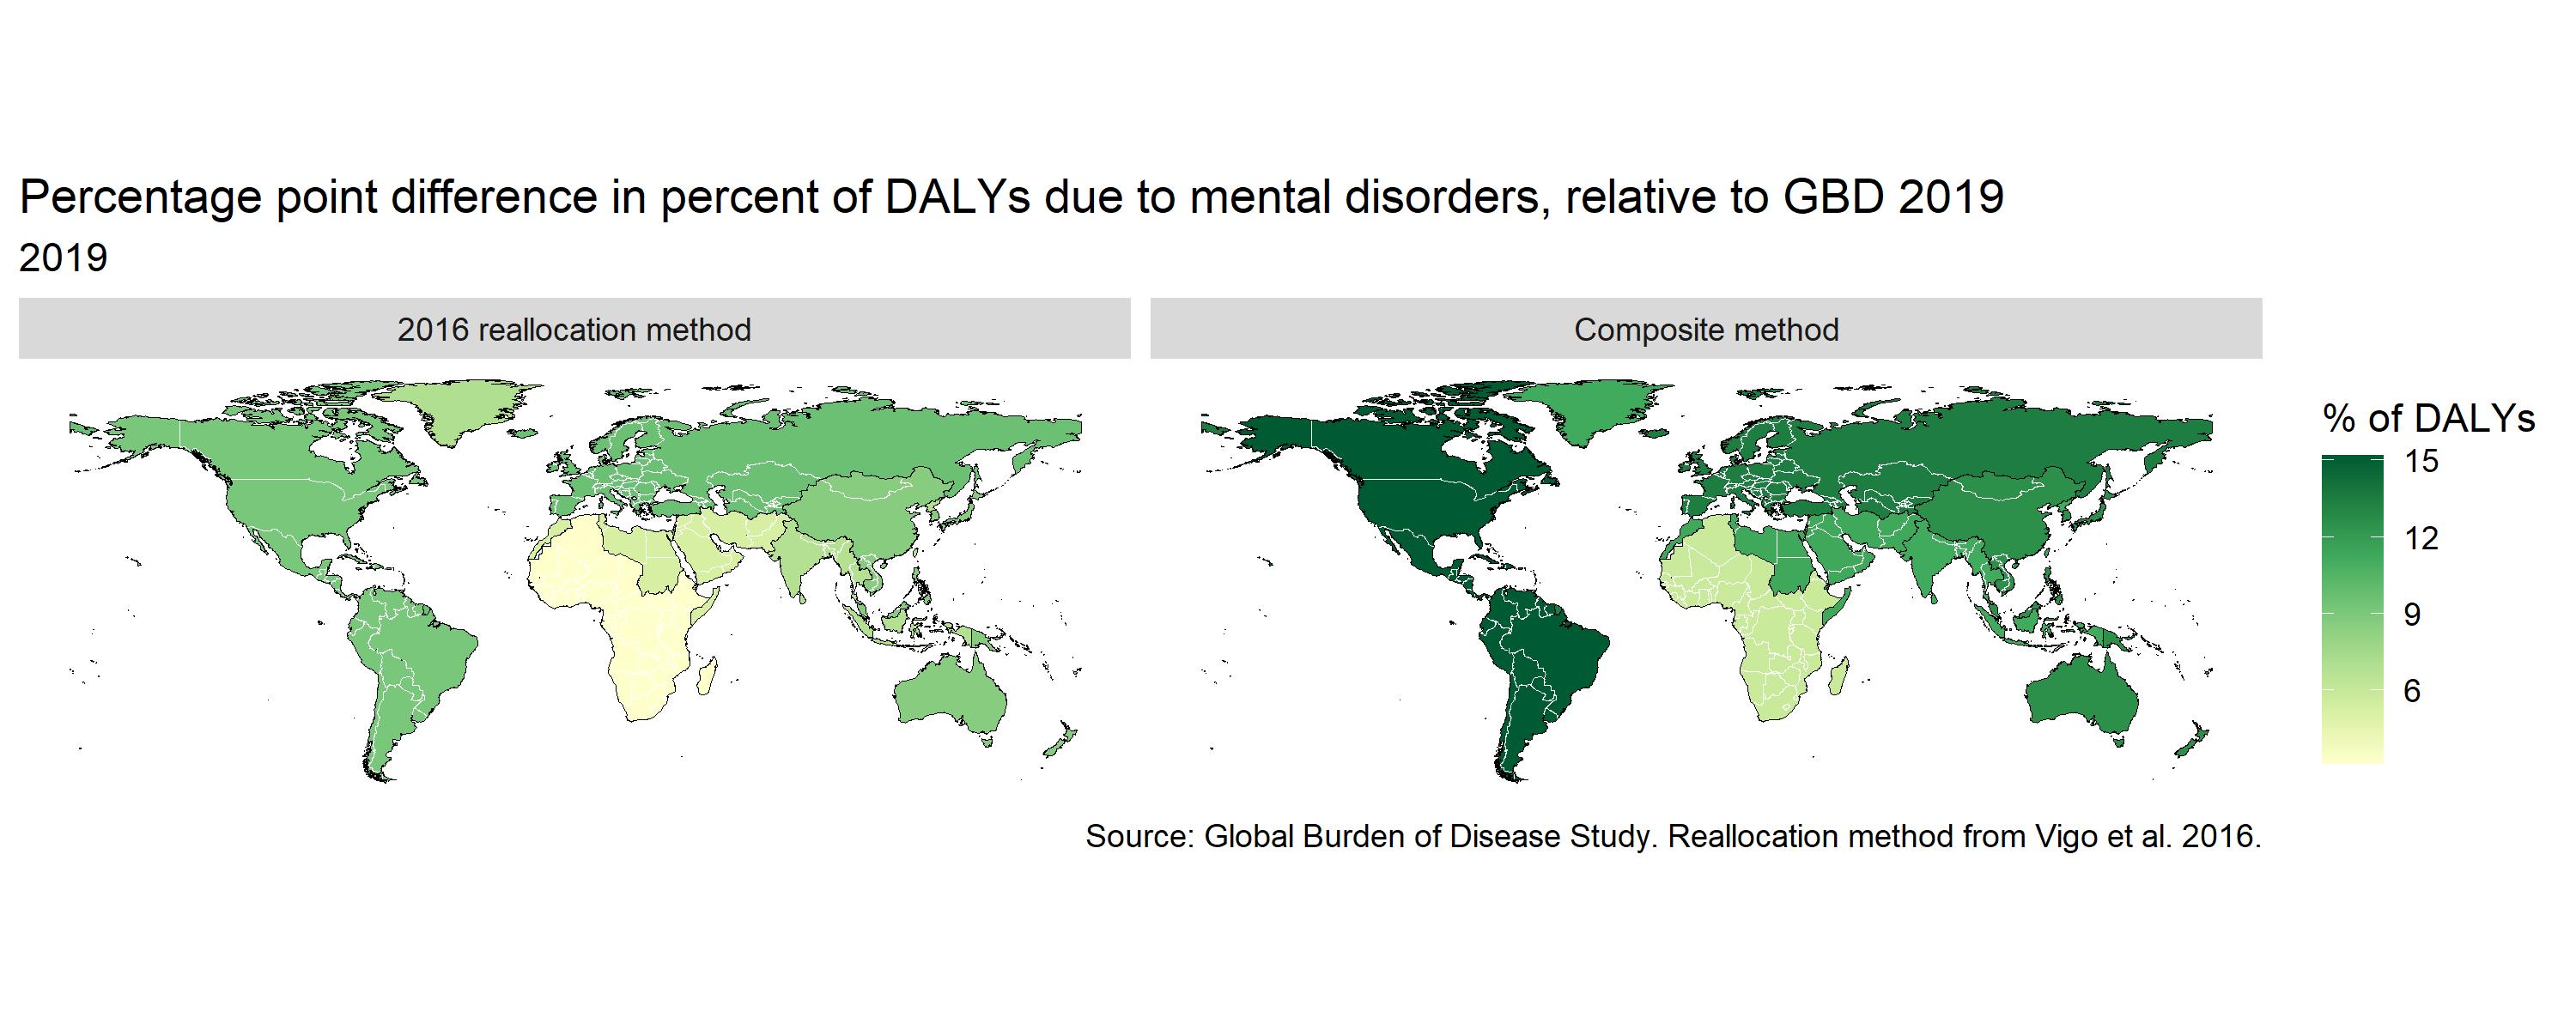 Percentage point difference in percent of DALYs due to mental disorders, relative to GBD 2019
2019
2016 reallocation method
Composite method
% of DALYs
15
12
9
6
Source: Global Burden of Disease Study. Reallocation method from Vigo et al. 2016.